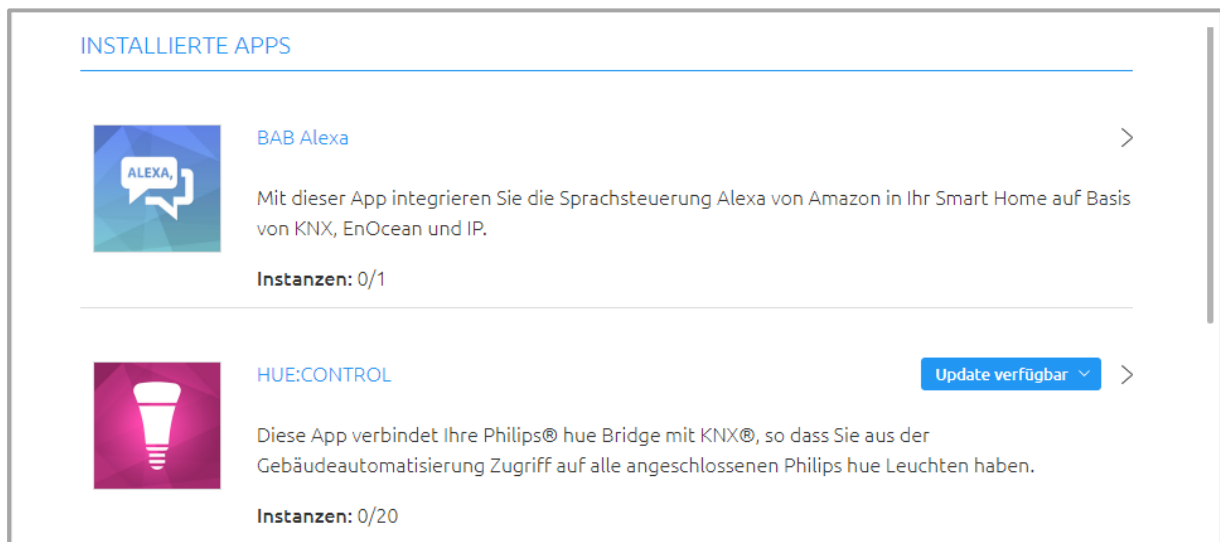 INSTALLIERTE APPS
BAB Alexa
ALEXA,
Mit dieser App integrieren Sie die Sprachsteuerung Alexa von Amazon in Ihr Smart Home auf Basis
von KNX, EnOcean und IP.
Instanzen: 0/1
HUE:CONTROL
Update verfügbar
Diese App verbindet Ihre Philips® hue Bridge mit KNX®, so dass Sie aus der
Gebäudeautomatisierung Zugriff auf alle angeschlossenen Philips hue Leuchten haben.
Instanzen: 0/20